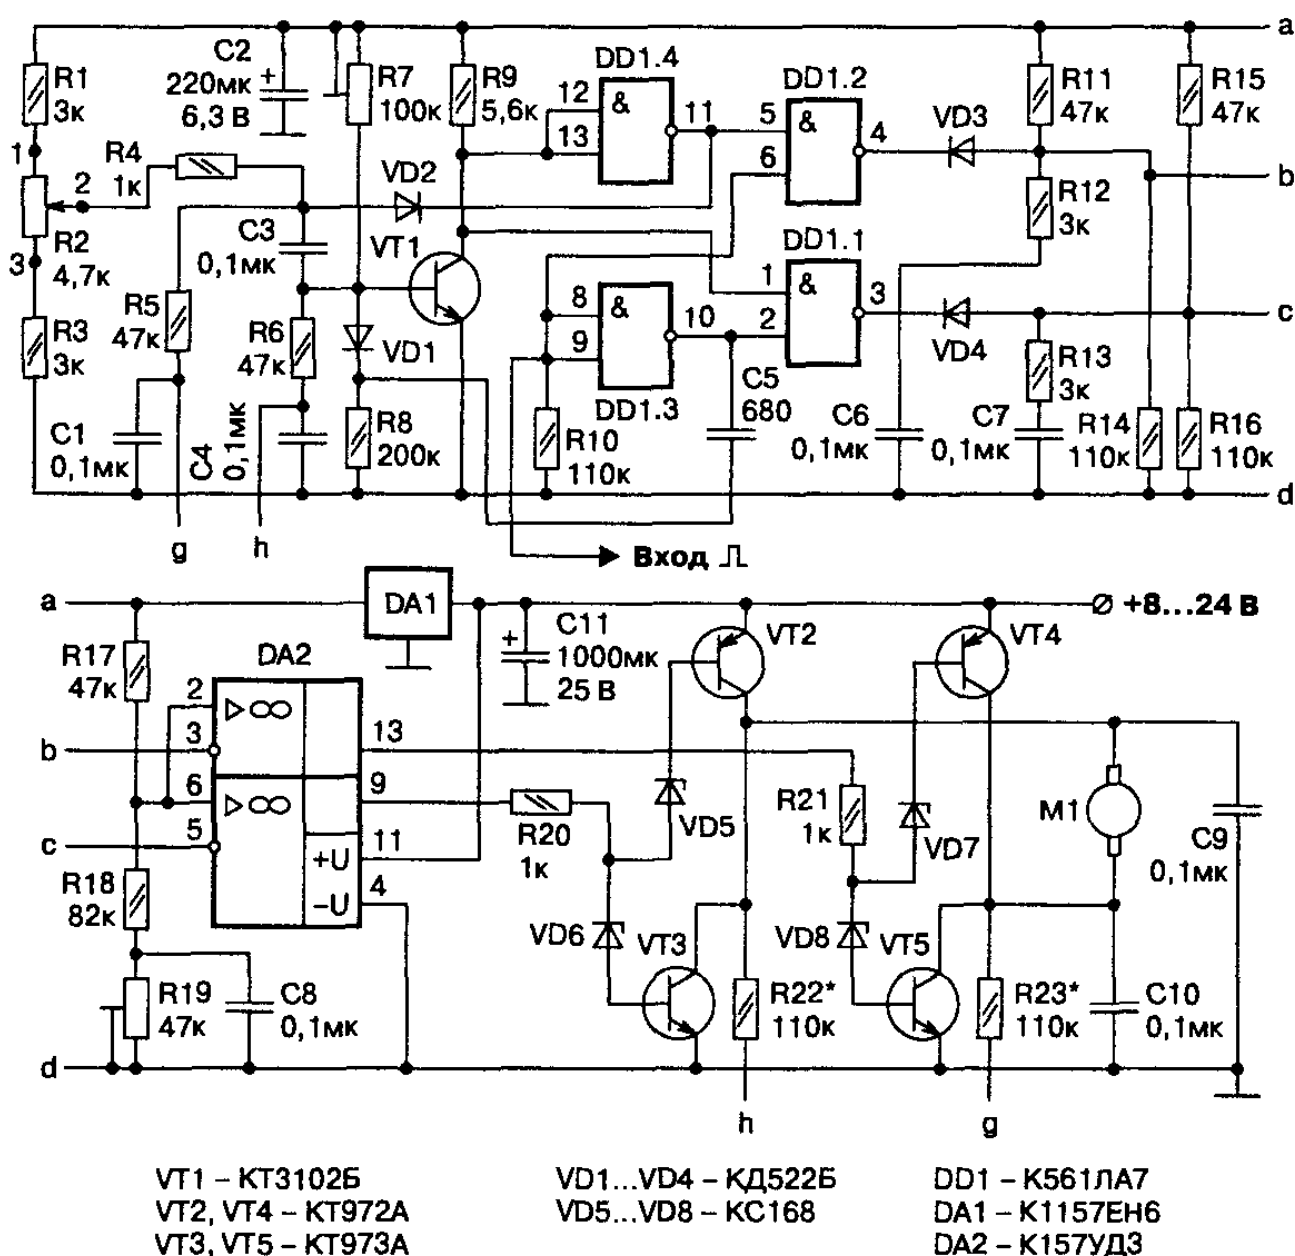 a
C2
220мк
6,3 В
+
R1
3к
R7
100к
R9
5,6к
DD1.4
12
13
&
11
DD1.2
5
6
&
4
VD3
R11
47к
R15
47к
b
1
R4
1к
2
R2
4,7к
3
VD2
C3
0,1мк
VT1
R12
3к
DD1.1
1
2
&
3
VD4
c
R5
47к
R6
47к
VD1
8
9
&
10
DD1.3
R3
3к
C5
680
R13
3к
C1
0,1мк
C4
0,1мк
R8
200к
R10
110к
C6
0,1мк
C7
0,1мк
R14
110к
R16
110к
d
g
h
Вход
a
DA1
+8...24 В
R17
47к
DA2
+
C11
1000мк
25 В
VT2
VT4
2
▷∞
3
b
13
6
▷∞
5
c
9
11
+U
4
–U
R20
1к
VD5
R21
1к
VD7
M1
C9
0,1мк
R18
82к
VD6
VT3
VD8
VT5
R19
47к
C8
0,1мк
R22*
110к
R23*
110к
C10
0,1мк
d
h
g
VT1 – КТ3102Б
VT2, VT4 – КТ972А
VT3, VT5 – КТ973А
VD1...VD4 – КД522Б
VD5...VD8 – КС168
DD1 – К561ЛА7
DA1 – К1157ЕН6
DA2 – К157УД3